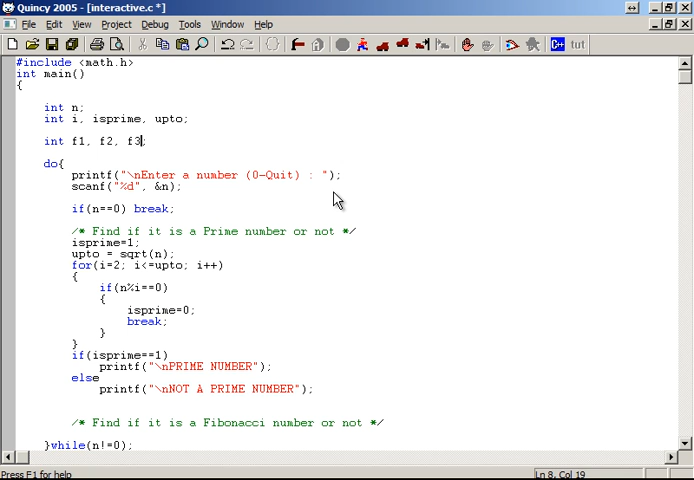 Quincy 2005 - [interactive.c *]
File Edit View Project Debug Tools Window Help
C++ tut
#include <math.h>
int main()
{
int n;
int i, isprime, upto;
int f1, f2, f3;
do{
printf("\nEnter a number (0-Quit) : ");
scanf("%d", &n);
if(n==0) break;
/* Find if it is a Prime number or not */
isprime=1;
upto = sqrt(n);
for(i=2; i<=upto; i++)
{
if(n%i==0)
{
isprime=0;
break;
}
}
if(isprime==1)
printf("\nPRIME NUMBER");
else
printf("\nNOT A PRIME NUMBER");
/* Find if it is a Fibonacci number or not */
}while(n!=0);
Press F1 for help Ln 8, Col 19